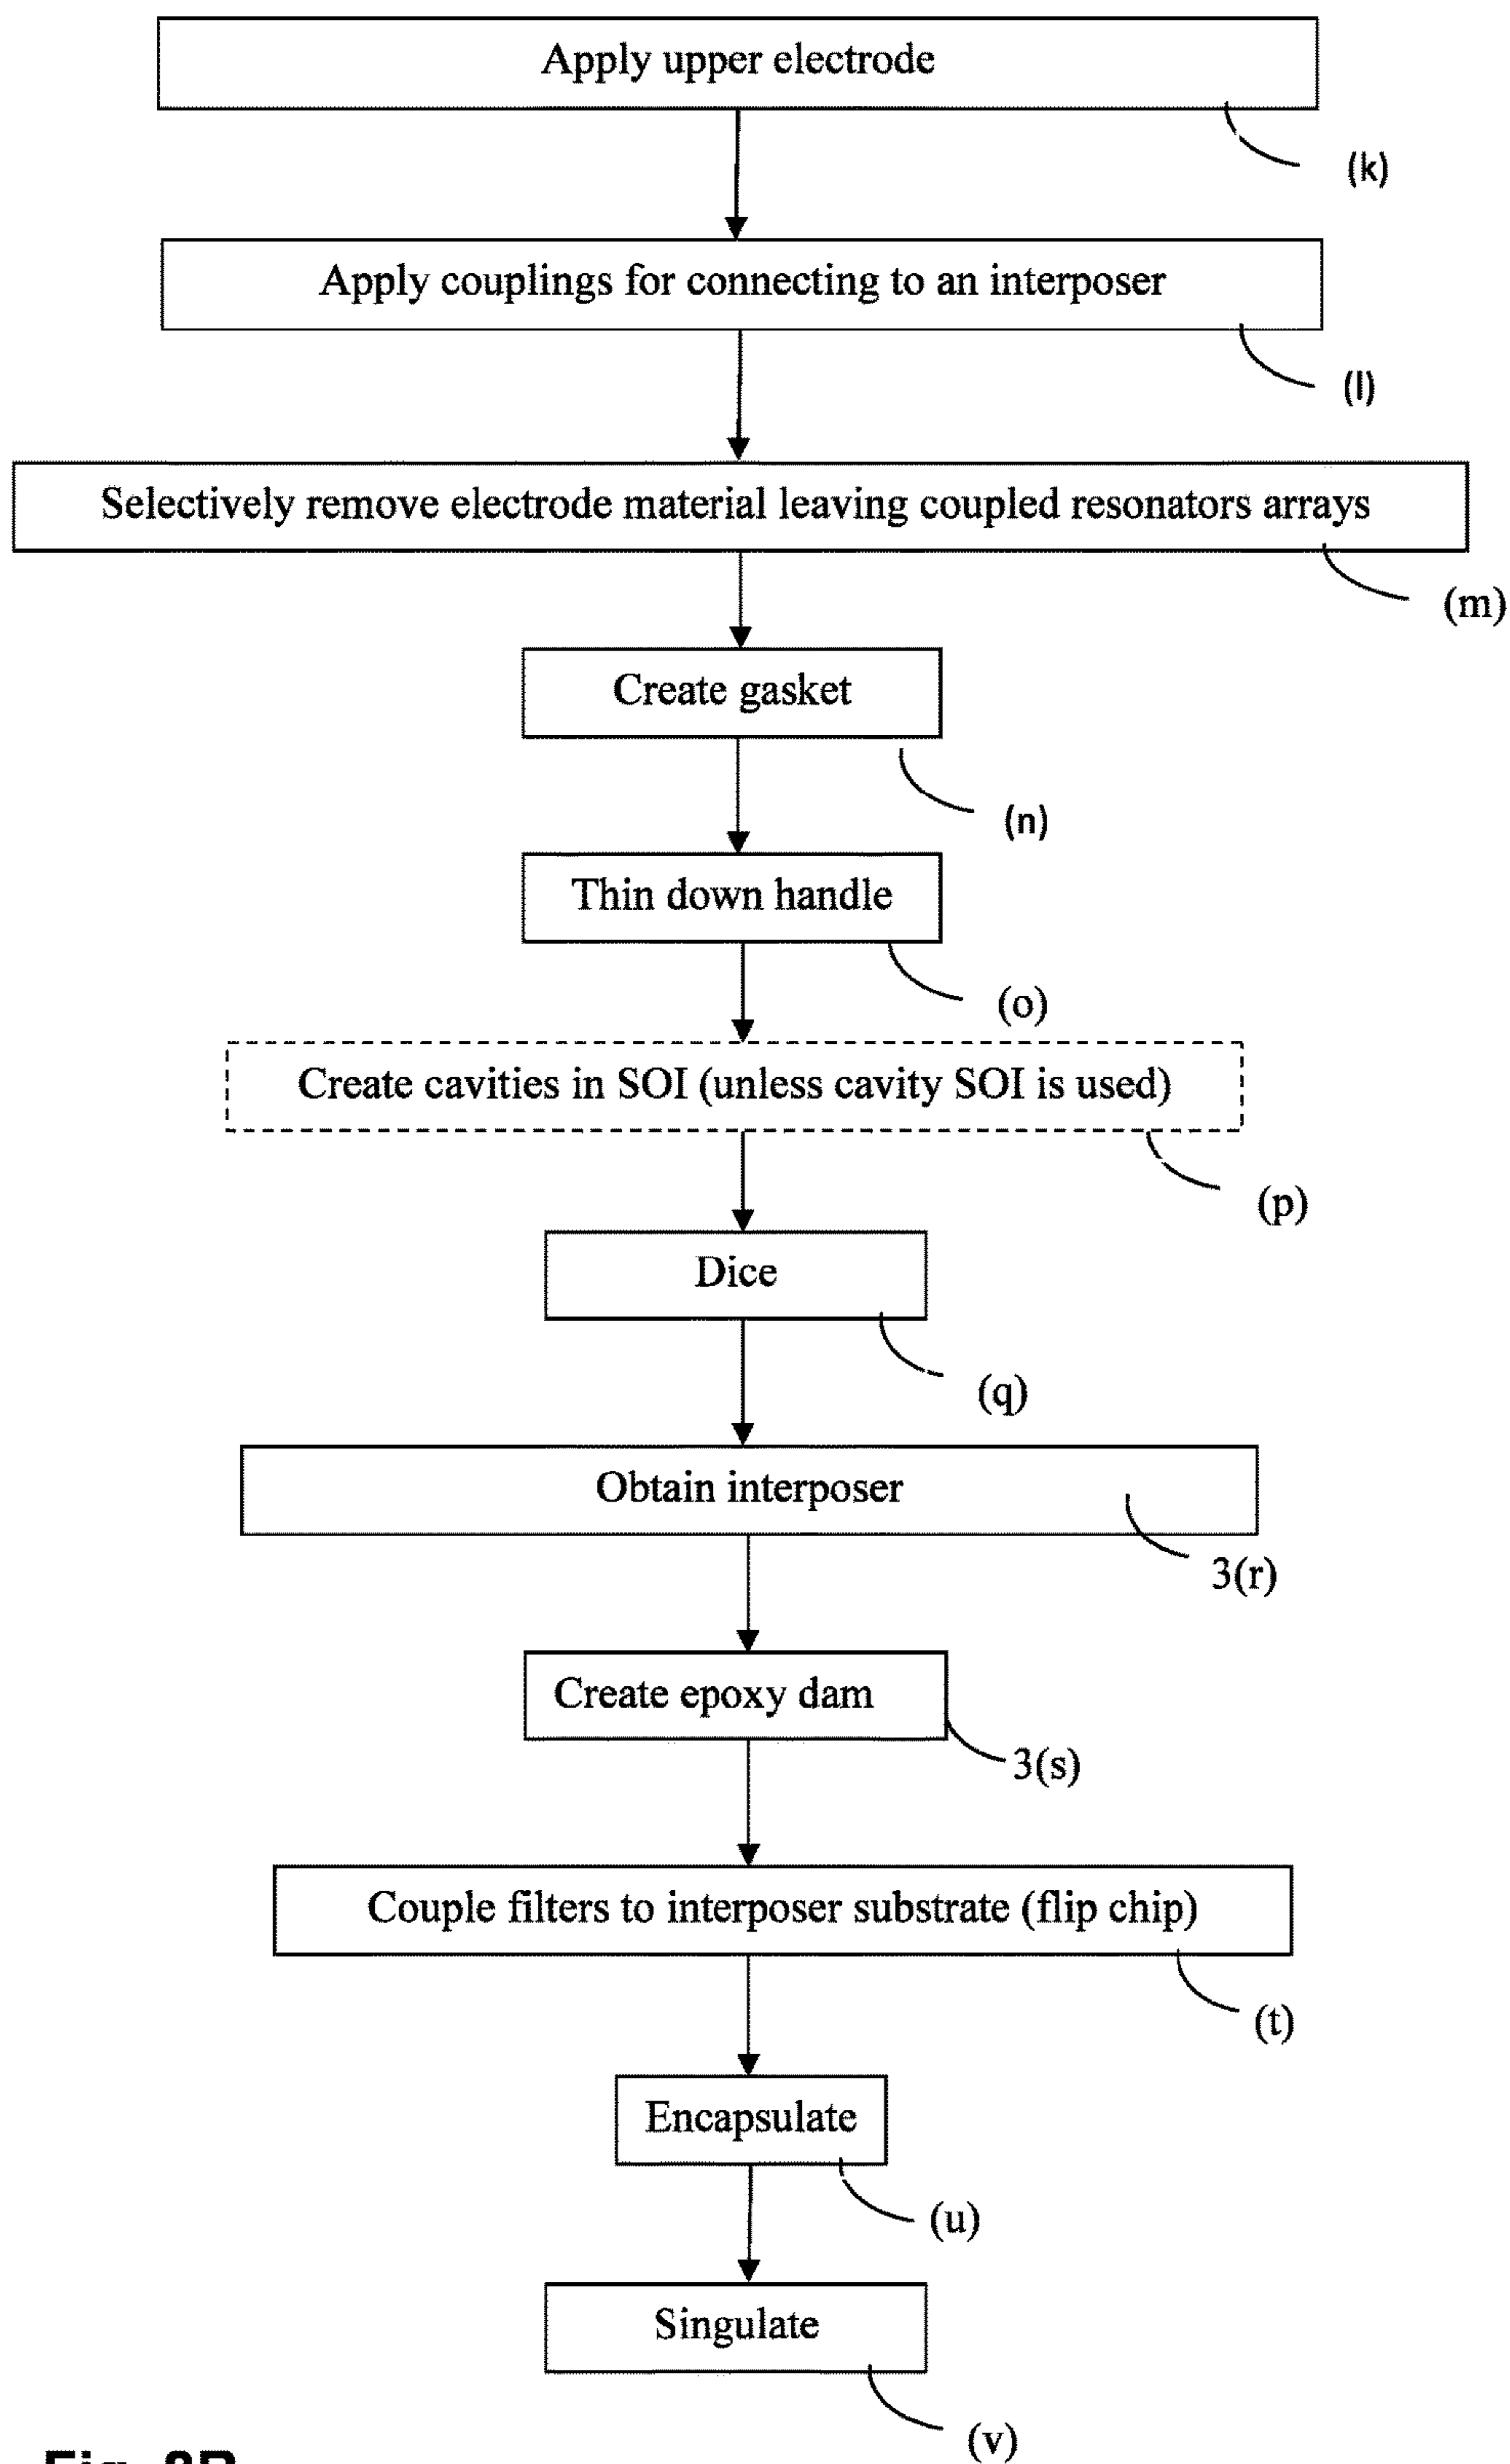 Apply upper electrode
(k)
Apply couplings for connecting to an interposer
(l)
Selectively remove electrode material leaving coupled resonators arrays
(m)
Create gasket
(n)
Thin down handle
(o)
Create cavities in SOI (unless cavity SOI is used)
(p)
Dice
(q)
Obtain interposer
3(r)
Create epoxy dam
3(s)
Couple filters to interposer substrate (flip chip)
(t)
Encapsulate
(u)
Singulate
(v)